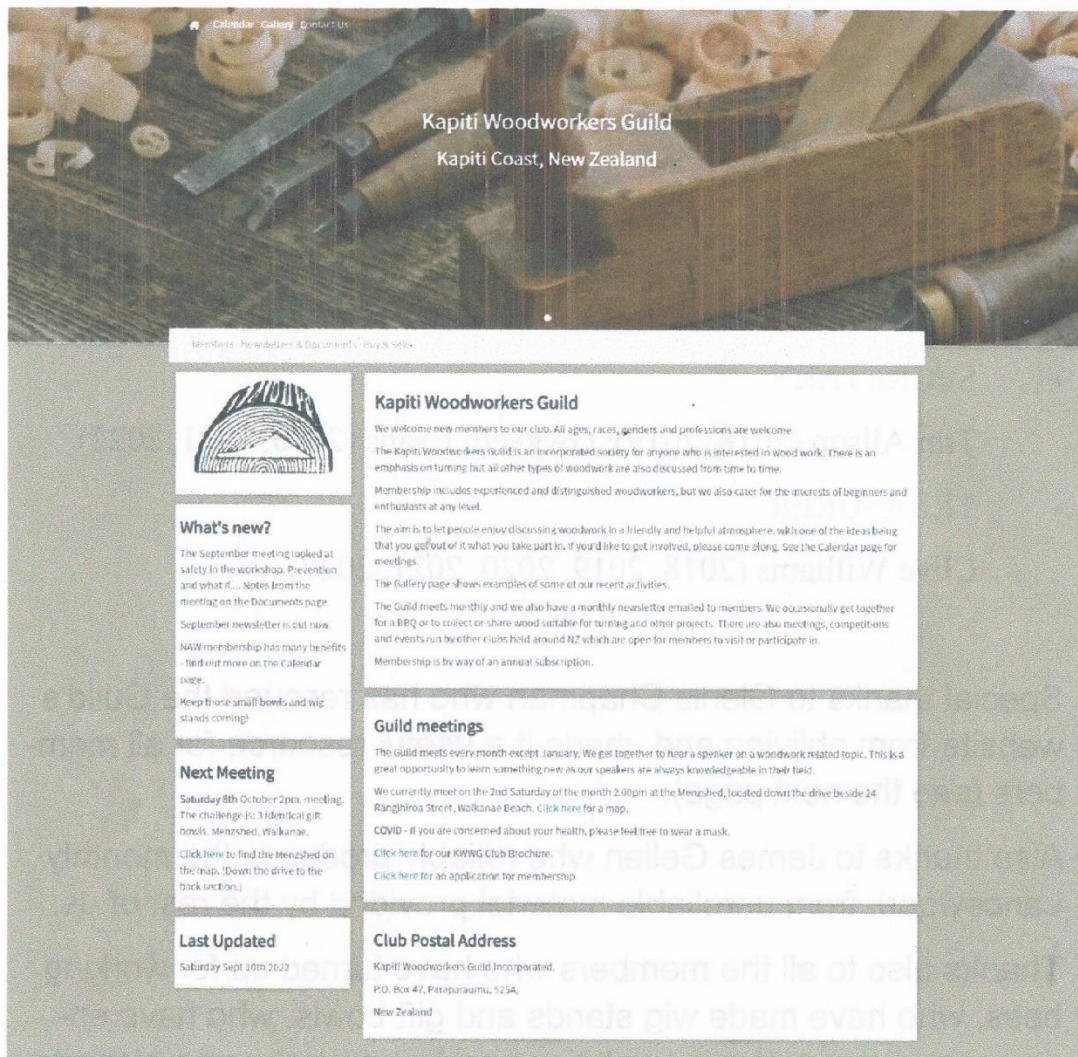 Calendar Gallery Contact Us
Kapiti Woodworkers Guild
Kapiti Coast, New Zealand
Members Newsletters & Documents Buy & Sell
What's new?
The September meeting looked at
safety in the workshop. Prevention
and what if.... Notes from the
meeting on the Documents page.
September newsletter is out now.
NAW membership has many benefits
- find out more on the Calendar
page.
Keep those small bowls and wig
stands coming!
Next Meeting
Saturday 8th October 2pm. meeting.
The challenge is: 3 identical gift
bowls. Menzshed, Waikanae.
Click here to find the Menzshed on
the map. (Down the drive to the
back section.)
Last Updated
Saturday Sept 10th 2022
Kapiti Woodworkers Guild
We welcome new members to our club. All ages, races, genders and professions are welcome.
The Kapiti Woodworkers Guild is an incorporated society for anyone who is interested in wood work. There is an
emphasis on turning but all other types of woodwork are also discussed from time to time.
Membership includes experienced and distinguished woodworkers, but we also cater for the interests of beginners and
enthusiasts at any level.
The aim is to let people enjoy discussing woodwork in a friendly and helpful atmosphere, with one of the ideas being
that you get out of it what you take part in. If you'd like to get involved, please come along. See the Calendar page for
meetings.
The Gallery page shows examples of some of our recent activities.
The Guild meets monthly and we also have a monthly newsletter emailed to members. We occasionally get together
for a BBQ or to collect or share wood suitable for turning and other projects. There are also meetings, competitions
and events run by other clubs held around NZ which are open for members to visit or participate in.
Membership is by way of an annual subscription.
Guild meetings
The Guild meets every month except January. We get together to hear a speaker on a woodwork related topic. This is a
great opportunity to learn something new as our speakers are always knowledgeable in their field.
We currently meet on the 2nd Saturday of the month 2.00pm at the Menzshed, located down the drive beside 24
Rangihiroa Street, Waikanae Beach. Click here for a map.
COVID - If you are concerned about your health, please feel free to wear a mask.
Click here for our KWWG Club Brochure.
Click here for an application for membership
Club Postal Address
Kapiti Woodworkers Guild Incorporated.
P.O. Box 47, Paraparaumu, 5254,
New Zealand